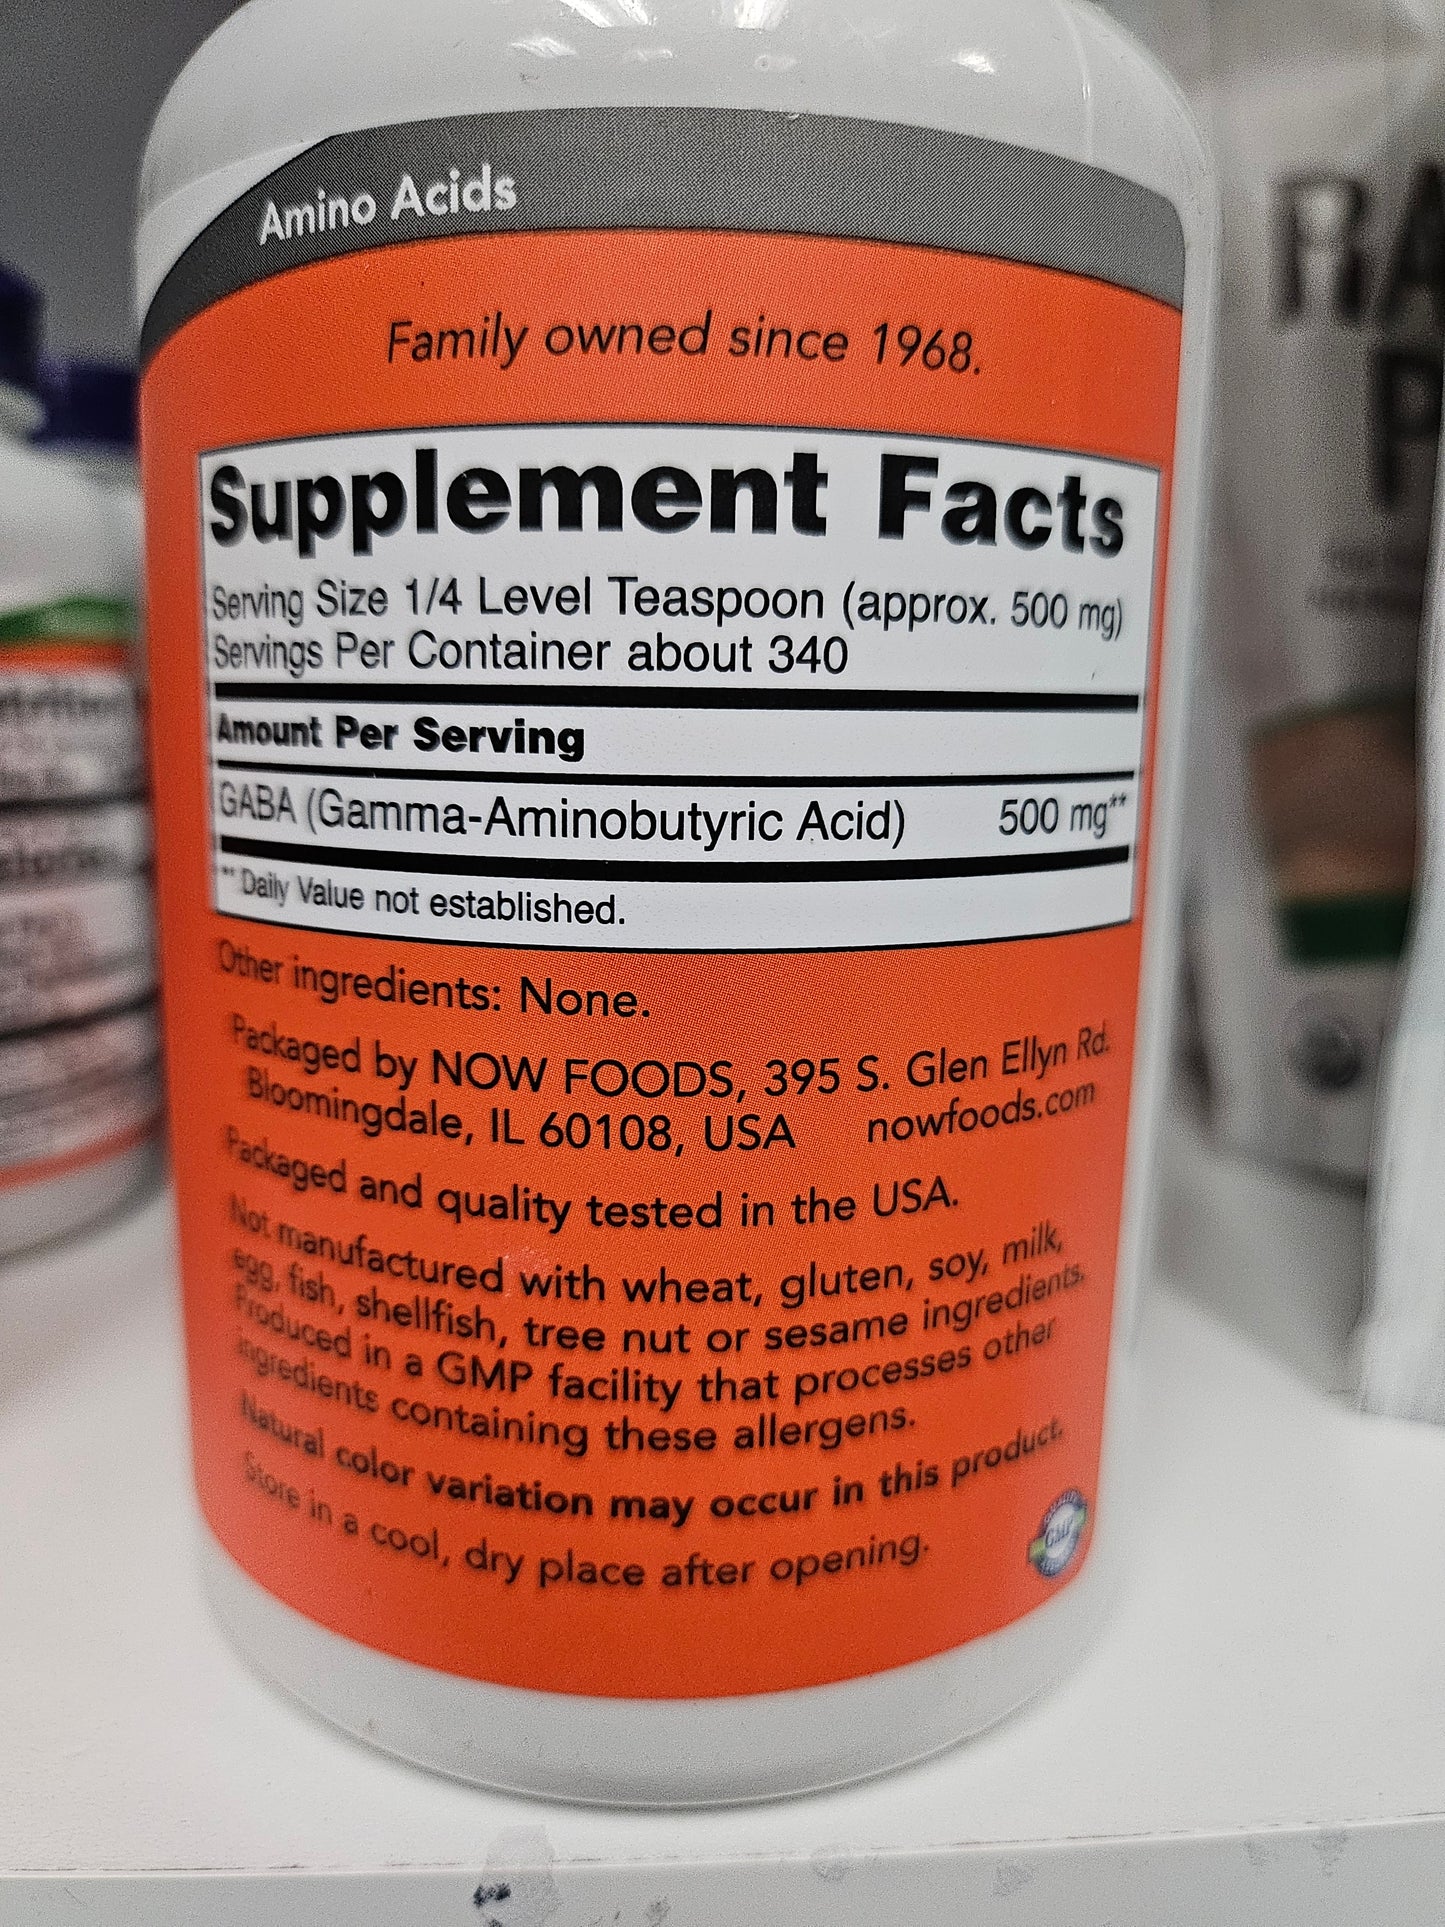 Amino Acids
Family owned since 1968.
Supplement Facts
Serving Size 1/4 Level Teaspoon (approx. 500 mg)
Servings Per Container about 340
Amount Per Serving
GABA (Gamma-Aminobutyric Acid) 500 mg**
** Daily Value not established.
Other ingredients: None.
Packaged by NOW FOODS, 395 S. Glen Ellyn Rd.
Bloomingdale, IL 60108, USA nowfoods.com
Packaged and quality tested in the USA.
Not manufactured with wheat, gluten, soy, milk,
egg, fish, shellfish, tree nut or sesame ingredients.
Produced in a GMP facility that processes other
ingredients containing these allergens.
Natural color variation may occur in this product.
Store in a cool, dry place after opening.
GMP